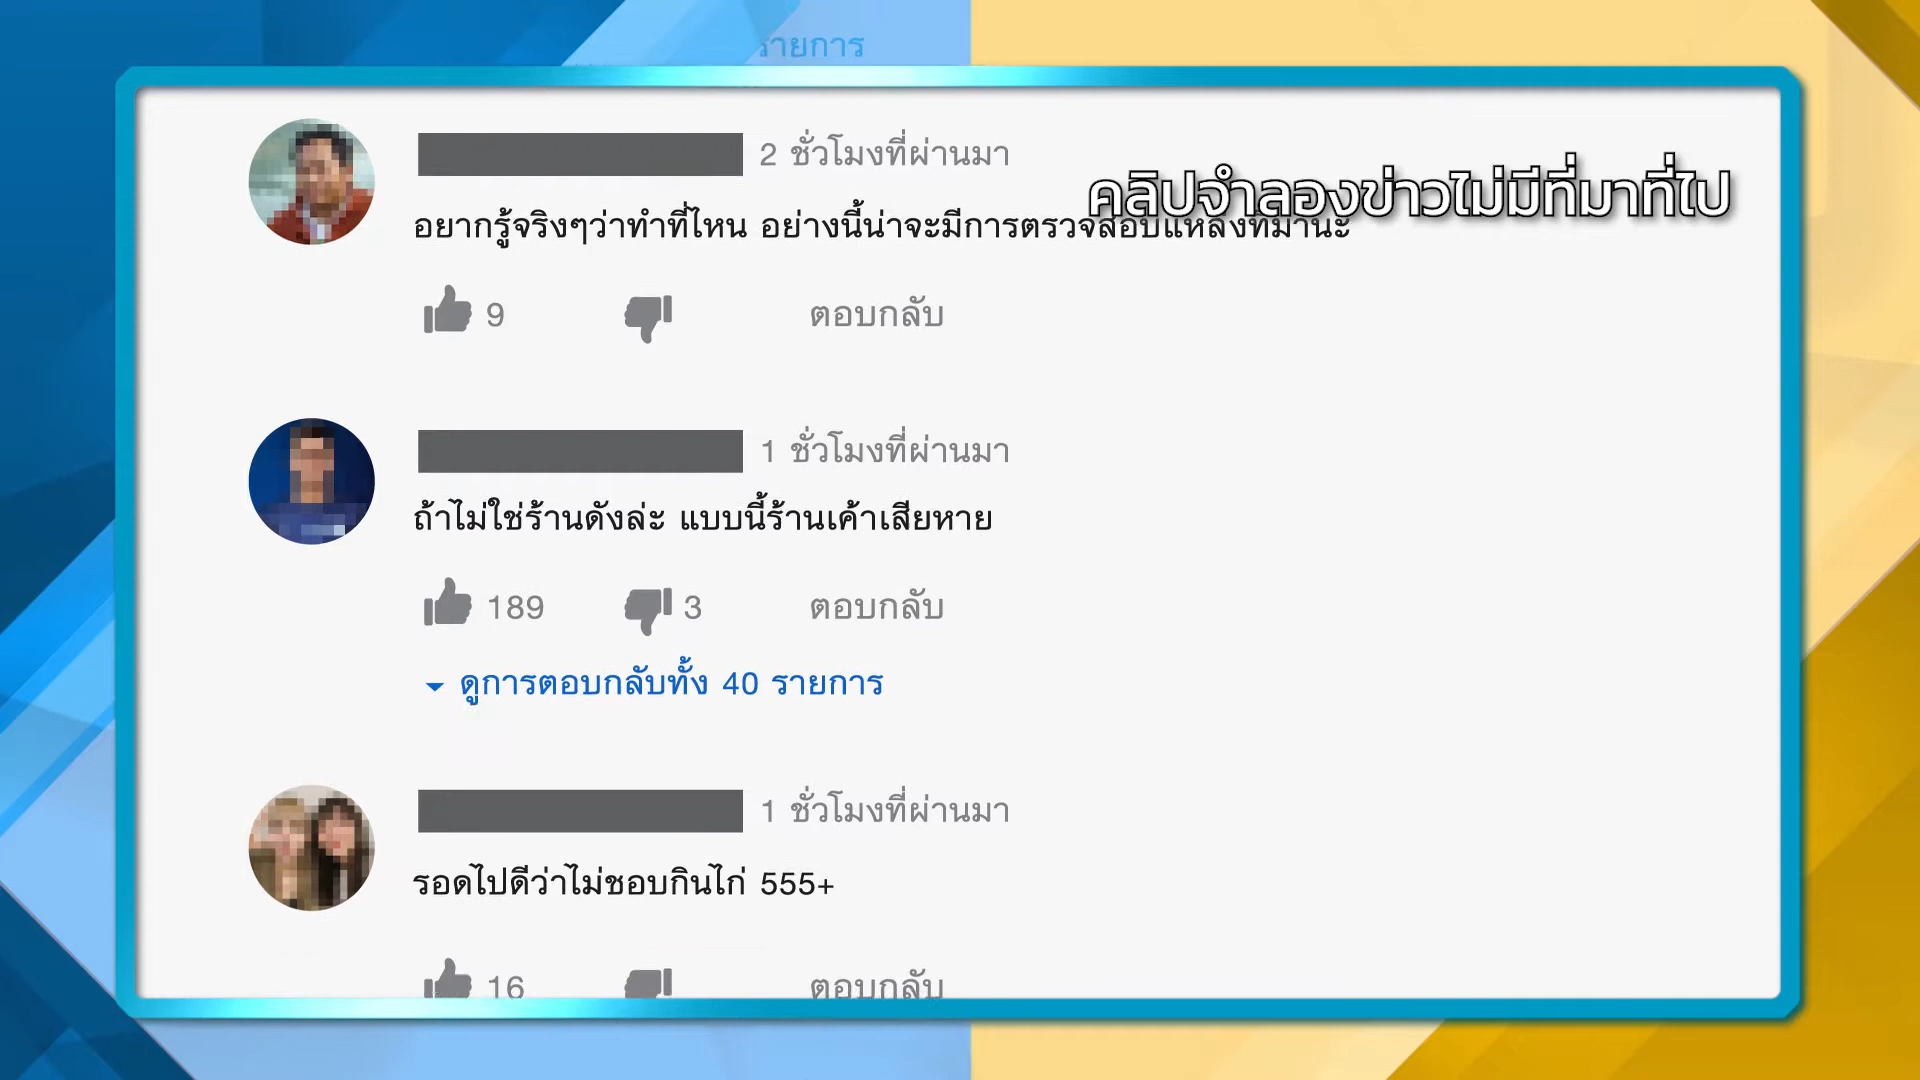 รายการ
2 ชั่วโมงที่ผ่านมา
คลิปจำลองข่าวไม่มีที่มาที่ไป
อยากรู้จริงๆว่าทำที่ไหน อย่างนี้น่าจะมีการตรวจสอบแหล่งที่มานะ
9 ตอบกลับ
1 ชั่วโมงที่ผ่านมา
ถ้าไม่ใช่ร้านดังล่ะ แบบนี้ร้านเค้าเสียหาย
189 3 ตอบกลับ
ดูการตอบกลับทั้ง 40 รายการ
1 ชั่วโมงที่ผ่านมา
รอดไปดีว่าไม่ชอบกินไก่ 555+
16 ตอบกลับ